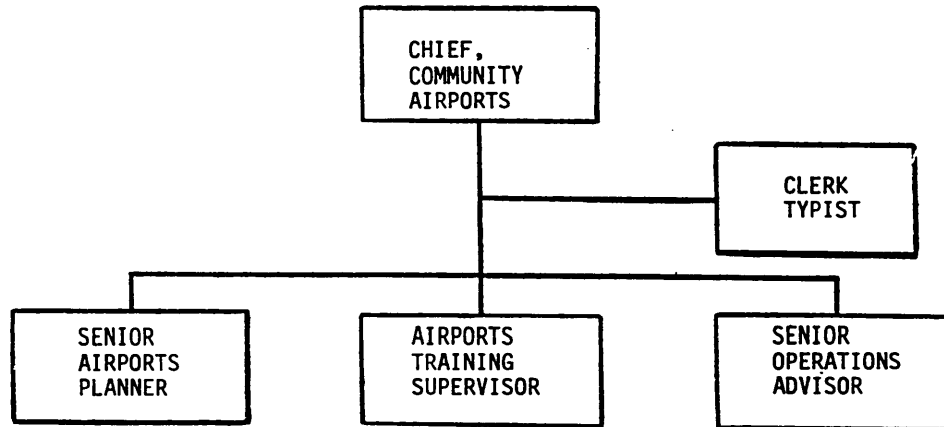 CHIEF,
COMMUNITY
AIRPORTS
CLERK
TYPIST
SENIOR
AIRPORTS
PLANNER
AIRPORTS
TRAINING
SUPERVISOR
SENIOR
OPERATIONS
ADVISOR